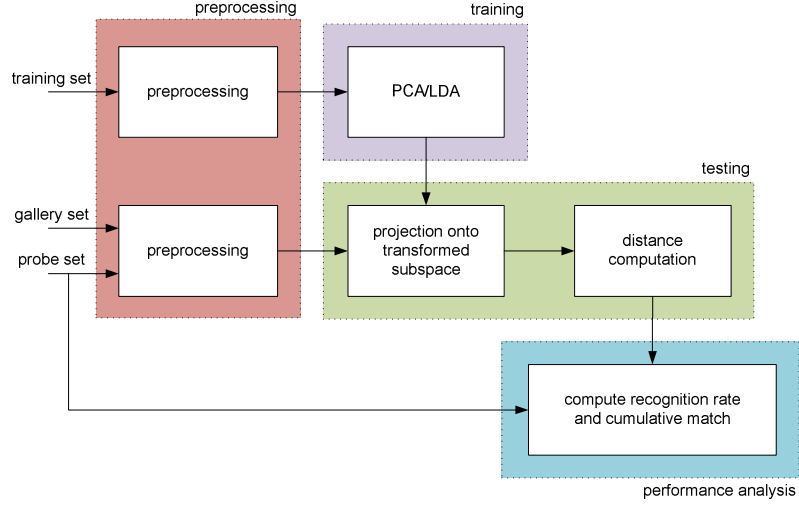 preprocessing
training
training set
preprocessing
PCA/LDA
testing
gallery set
probe set
preprocessing
projection onto
transformed
subspace
distance
computation
compute recognition rate
and cumulative match
performance analysis